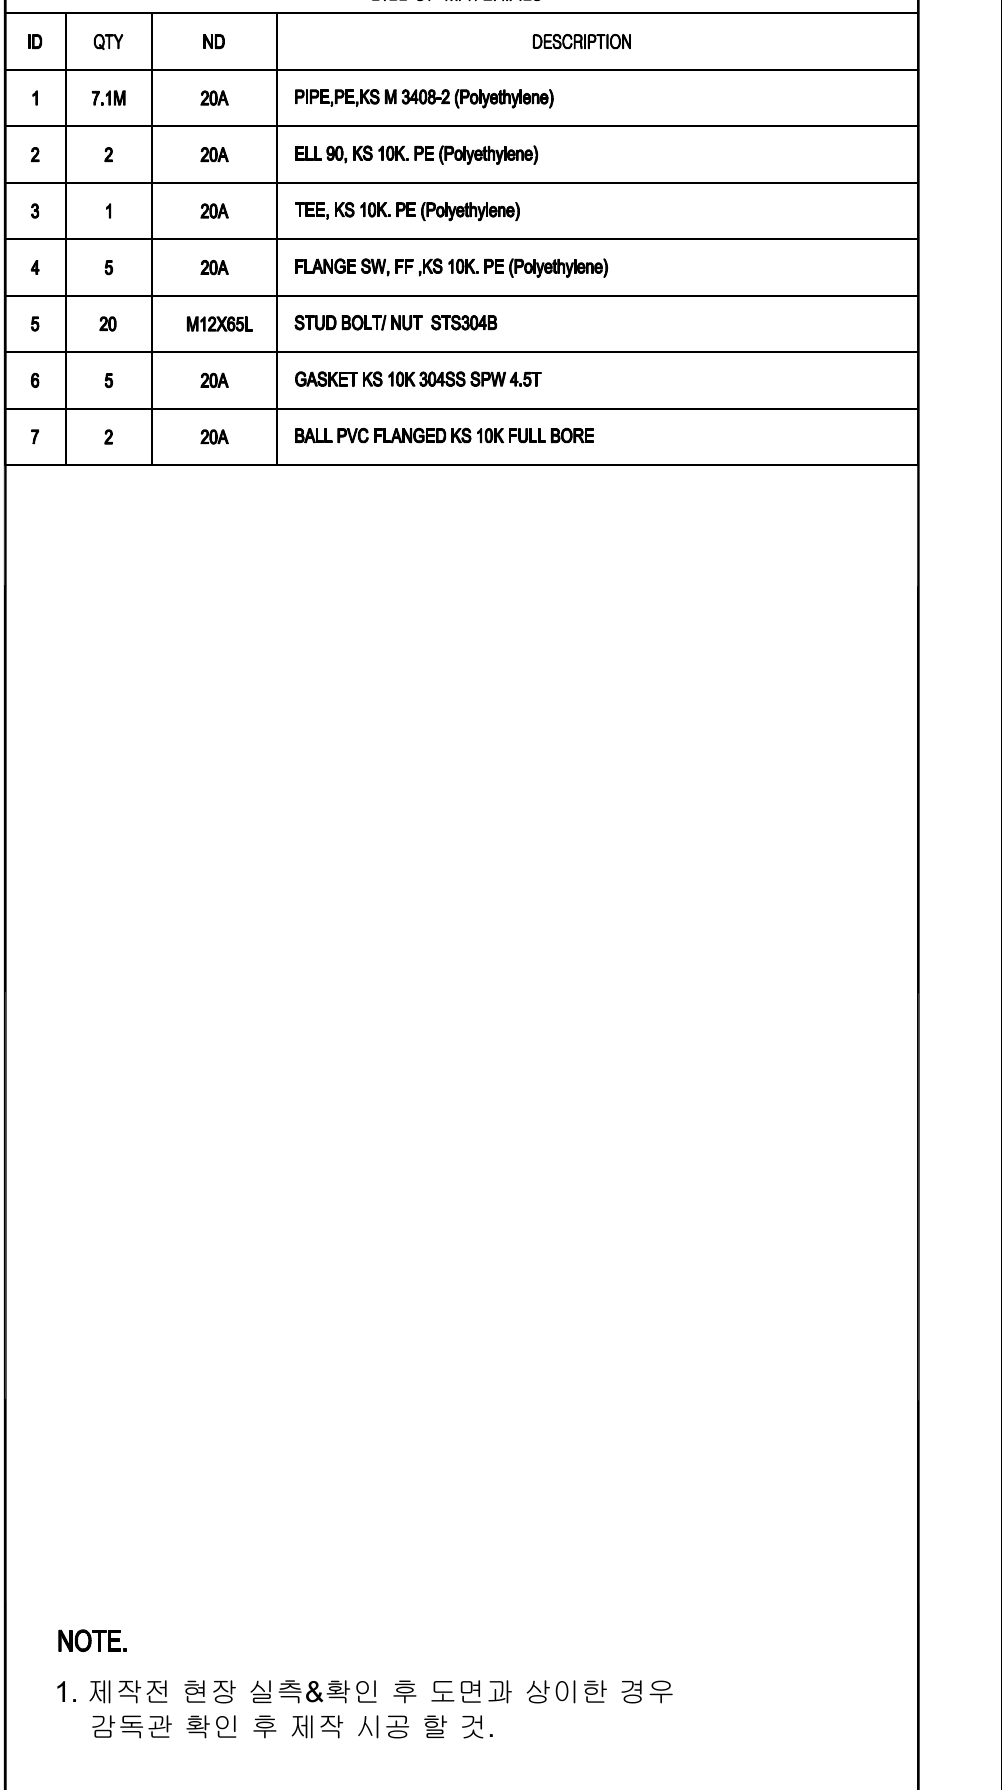 ID QTY ND DESCRIPTION
1 7.1M 20A PIPE,PE,KS M 3408-2 (Polyethylene)
2 2 20A ELL 90, KS 10K. PE (Polyethylene)
3 1 20A TEE, KS 10K. PE (Polyethylene)
4 5 20A FLANGE SW, FF ,KS 10K. PE (Polyethylene)
5 20 M12X65L STUD BOLT/ NUT STS304B
6 5 20A GASKET KS 10K 304SS SPW 4.5T
7 2 20A BALL PVC FLANGED KS 10K FULL BORE
NOTE.
1. 제작전 현장 실측&확인 후 도면과 상이한 경우
감독관 확인 후 제작 시공 할 것.